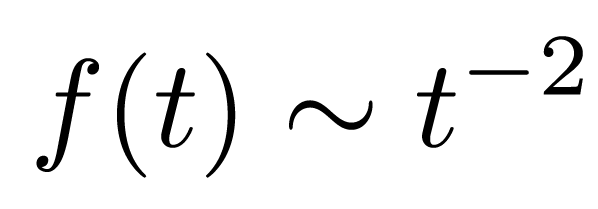 f(t) ∼ t⁻²